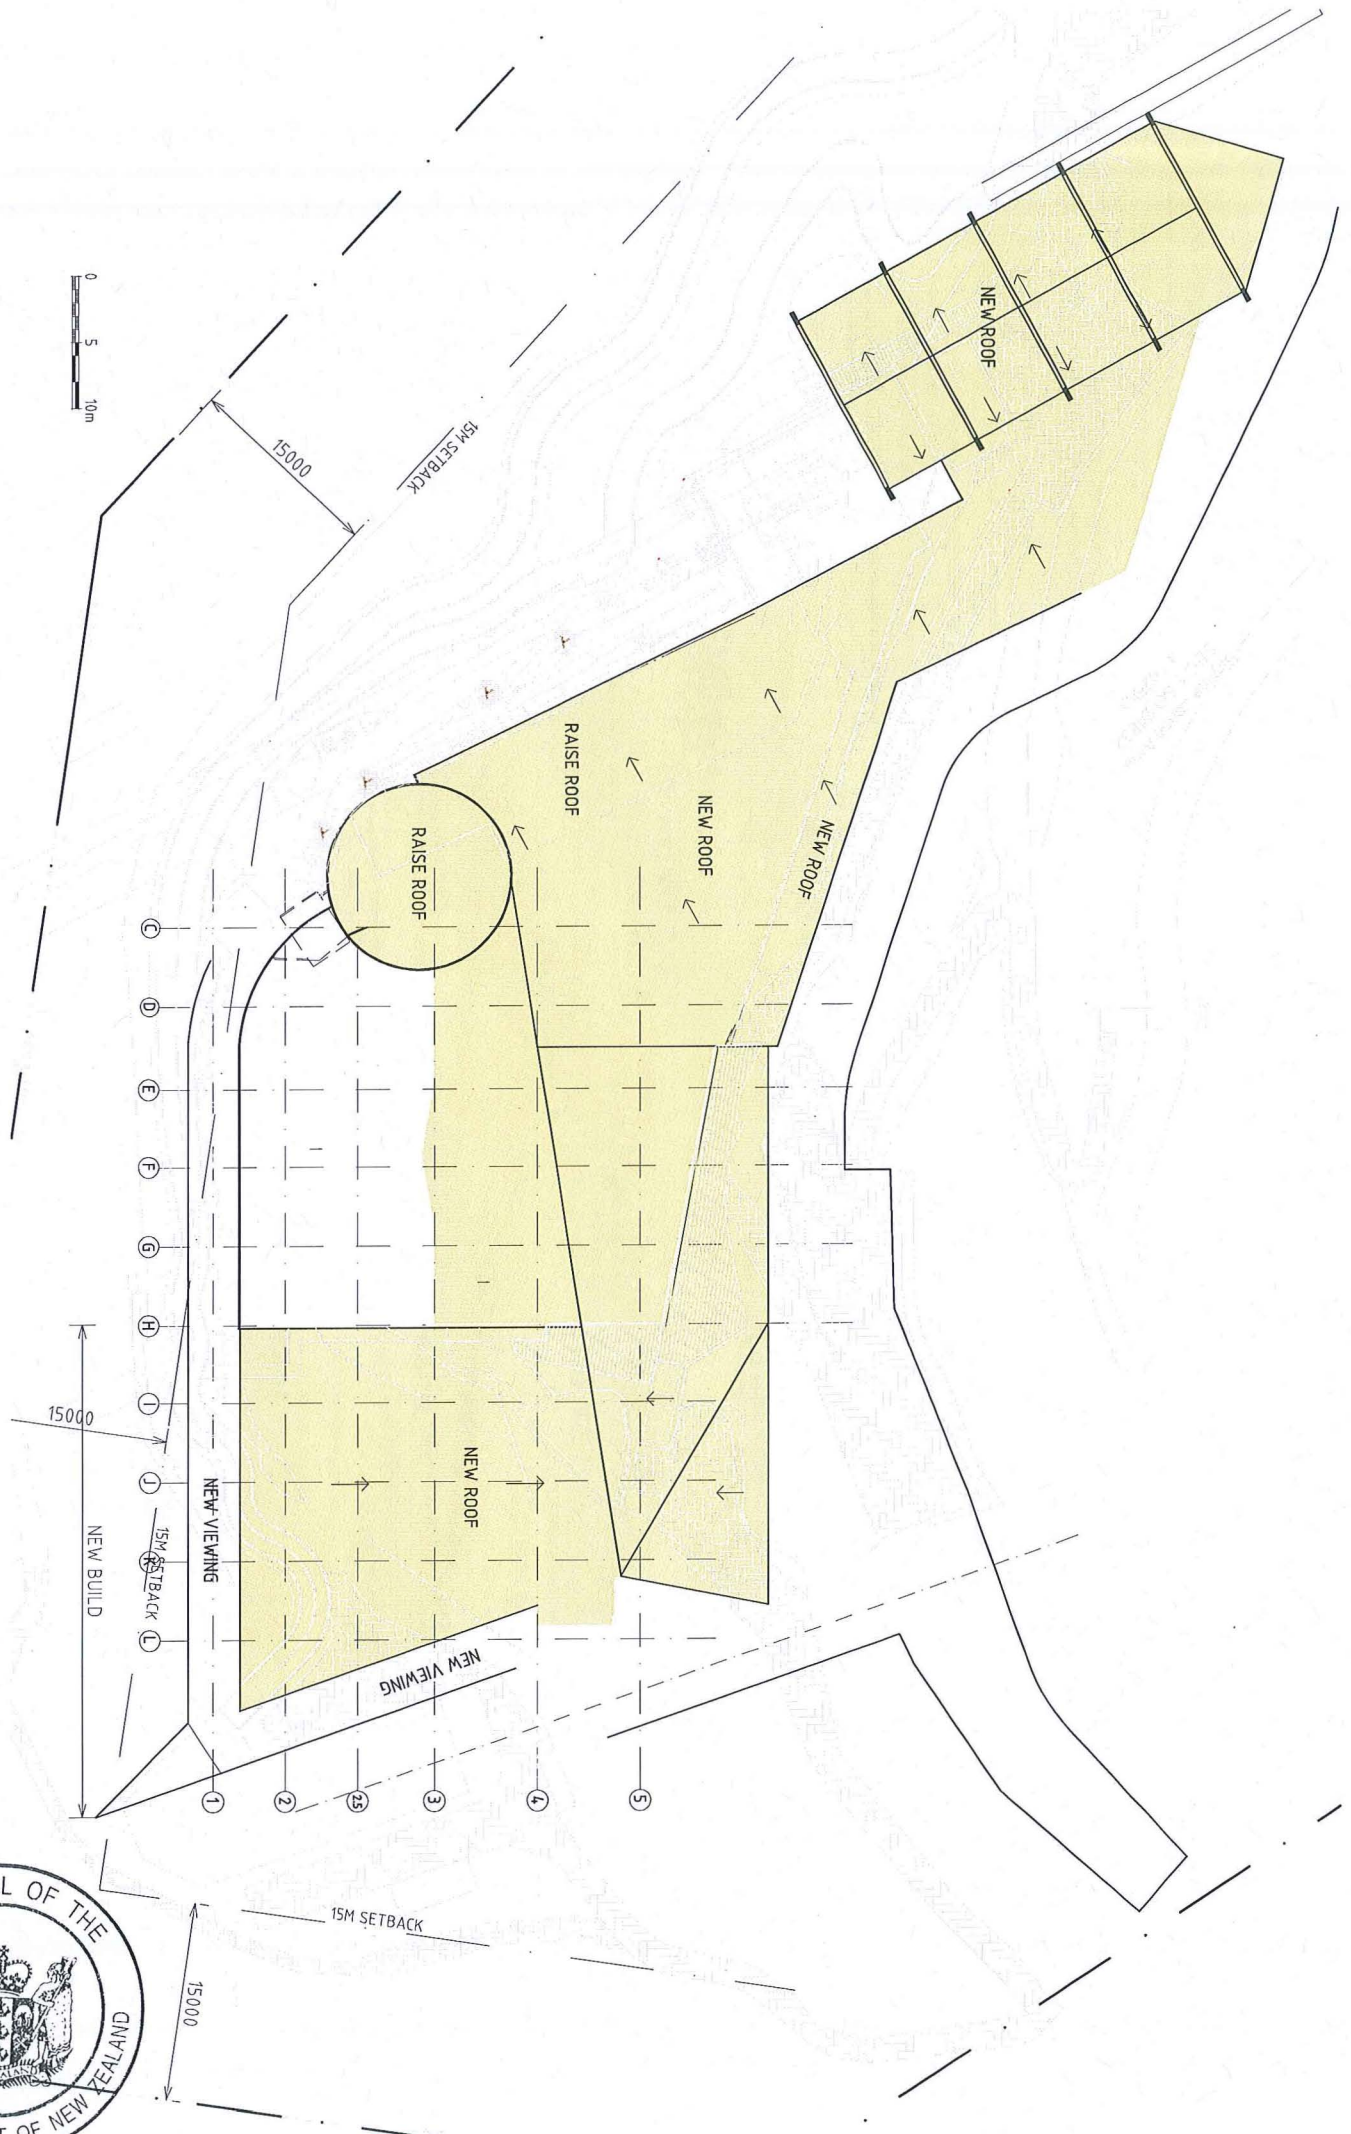 NEW ROOF
NEW ROOF
NEW ROOF
RAISE ROOF
RAISE ROOF
0 5 10m
15000
15M SETBACK
C
D
E
F
G
H
I
J
K
L
NEW ROOF
NEW VIEWING
NEW VIEWING
15000
NEW BUILD
15M SETBACK
1
2
2.5
3
4
5
15M SETBACK
15000
L OF THE
OF NEW ZEALAND